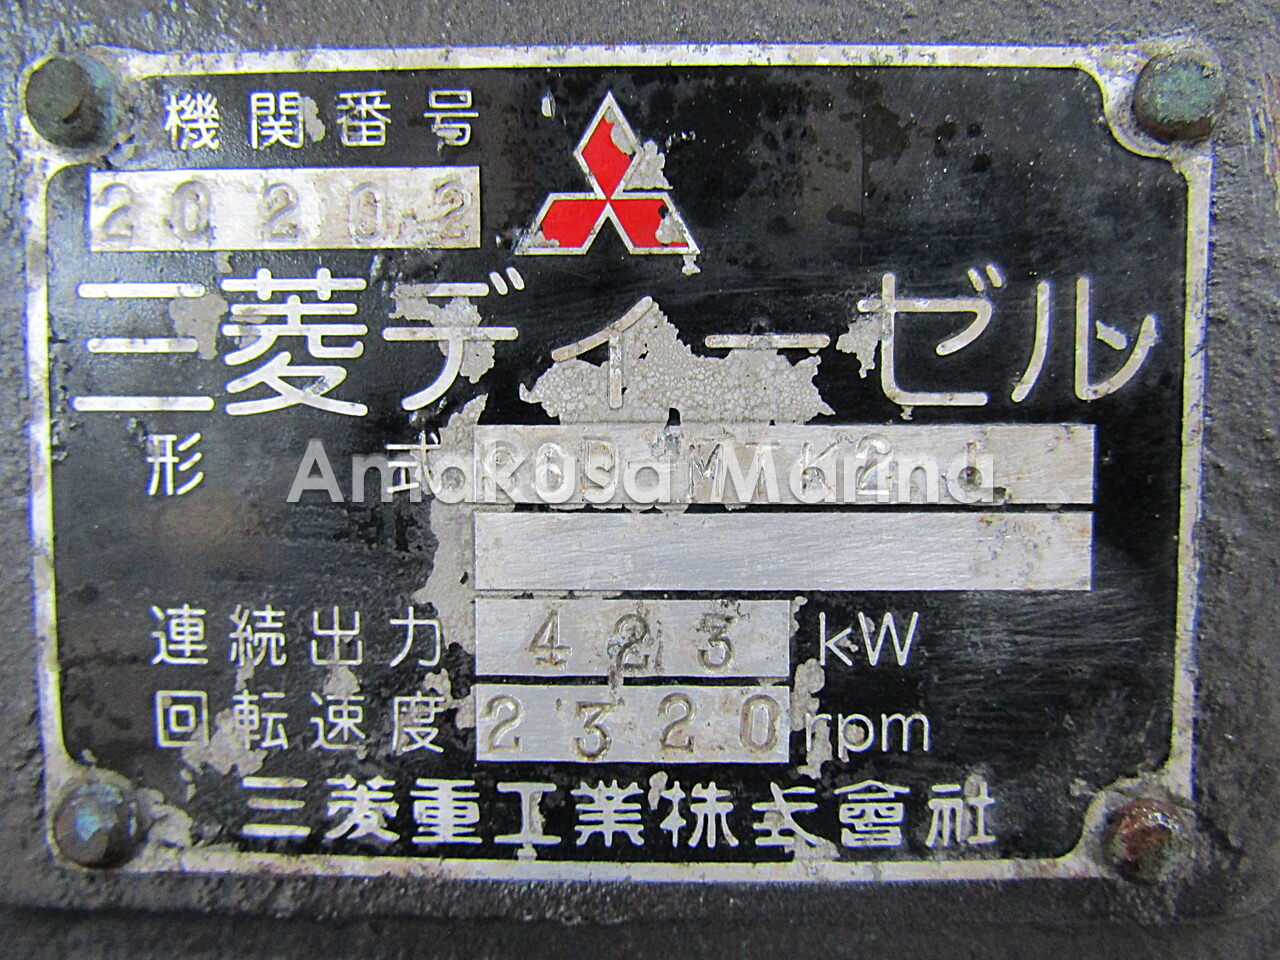 機関番号
20202
三菱ディーゼル
形式
Amakusa Marina
連続出力 423 kW
回転速度 2320 rpm
三菱重工業株式會社